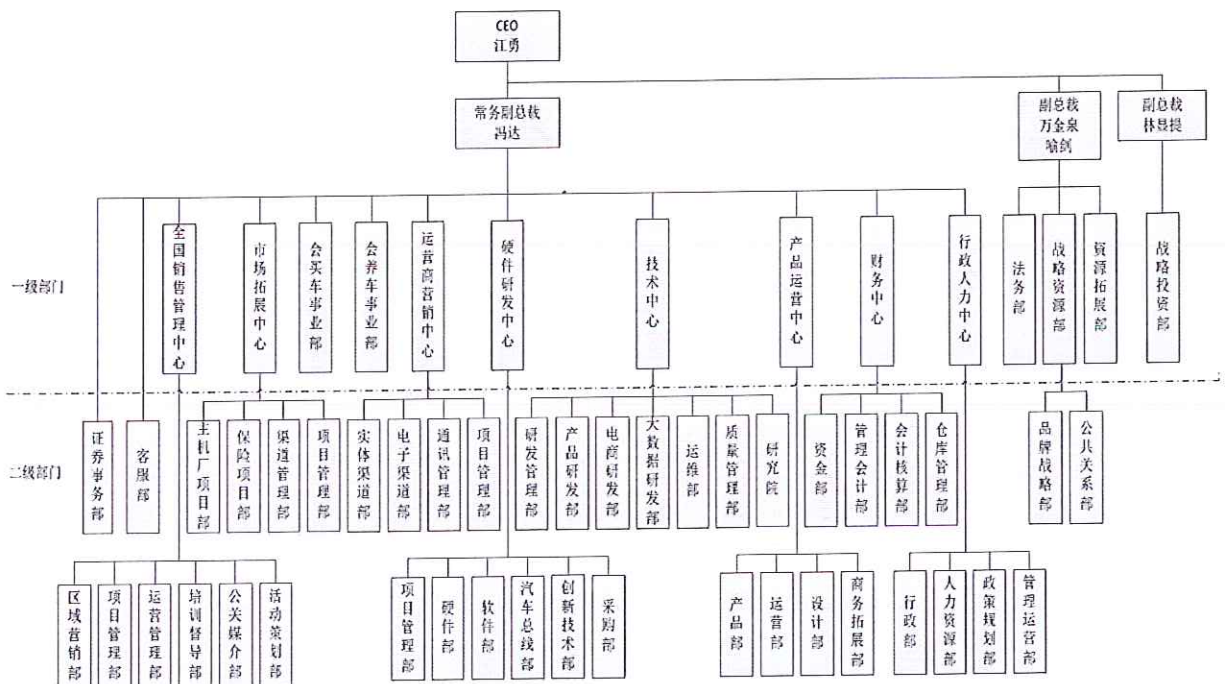 CEO
江勇
常务副总裁
冯达
副总裁
万金泉
喻剑
副总裁
林昙提
一级部门
全国销售管理中心
市场拓展中心
会买车事业部
会养车事业部
运营商营销中心
硬件研发中心
技术中心
产品运营中心
财务中心
行政人力中心
法务部
战略资源部
资源拓展部
战略投资部
二级部门
证券事务部
客服部
主机厂项目部
保险项目部
渠道管理部
项目管理部
实体渠道部
电子渠道部
通讯管理部
项目管理部
研发管理部
产品研发部
电商研发部
大数据研发部
运维部
质量管理部
研究院
资金部
管理会计部
会计核算部
仓库管理部
品牌战略部
公共关系部
区域营销部
项目管理部
运营管理部
培训督导部
公关媒介部
活动策划部
项目管理部
硬件部
软件部
汽车总线部
创新技术部
采购部
产品部
运营部
设计部
商务拓展部
行政部
人力资源部
政策规划部
管理运营部